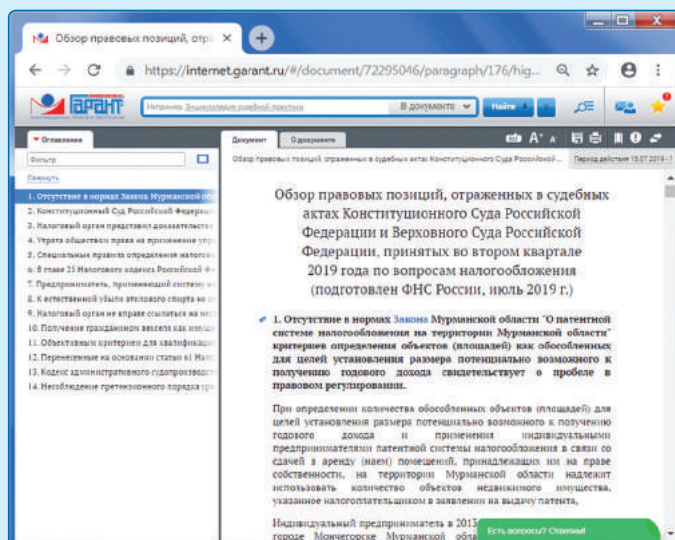 Обзор правовых позиций, отра
https://internet.garant.ru/#/document/72295046/paragraph/176/hig...
ГАРАНТ
Например, Энциклопедия судебной практики
В документе
Найти
Оглавление
Документ
О документе
Фильтр
Обзор правовых позиций, отраженных в судебных актах Конституционного Суда Российской ...
Период действия 15.07.2019 -
Свернуть
1. Отсутствие в нормах Закона Мурманской об
2. Конституционный Суд Российской Федерац
3. Налоговый орган представил доказательств
4. Утрата обществом права на применение упр
5. Специальные правила определения налогов
6. В главе 25 Налогового кодекса Российской Ф
7. Предприниматель, применяющий систему н
8. К естественной убыли этилового спирта не
9. Налоговый орган не вправе ссылаться на
10. Получение гражданином векселя как имущ
11. Объективным критерием для квалификац
12. Перенесенные на основании статьи 61 Нал
13. Кодекс административного судопроизводст
14. Несоблюдение претензионного порядка ур
Обзор правовых позиций, отраженных в судебных
актах Конституционного Суда Российской
Федерации и Верховного Суда Российской
Федерации, принятых во втором квартале
2019 года по вопросам налогообложения
(подготовлен ФНС России, июль 2019 г.)
1. Отсутствие в нормах Закона Мурманской области "О патентной
системе налогообложения на территории Мурманской области"
критериев определения объектов (площадей) как обособленных
для целей установления размера потенциально возможного к
получению годового дохода свидетельствует о пробеле в
правовом регулировании.
При определении количества обособленных объектов (площадей) для
целей установления размера потенциально возможного к получению
годового дохода и применения индивидуальными
предпринимателями патентной системы налогообложения в связи со
сдачей в аренду (наем) помещений, принадлежащих им на праве
собственности, на территории Мурманской области надлежит
использовать количество объектов недвижимого имущества,
указанное налогоплательщиком в заявлении на выдачу патента.
Индивидуальный предприниматель в 2013
городе Мончегорске Мурманской обла
Есть вопросы? Ответим!